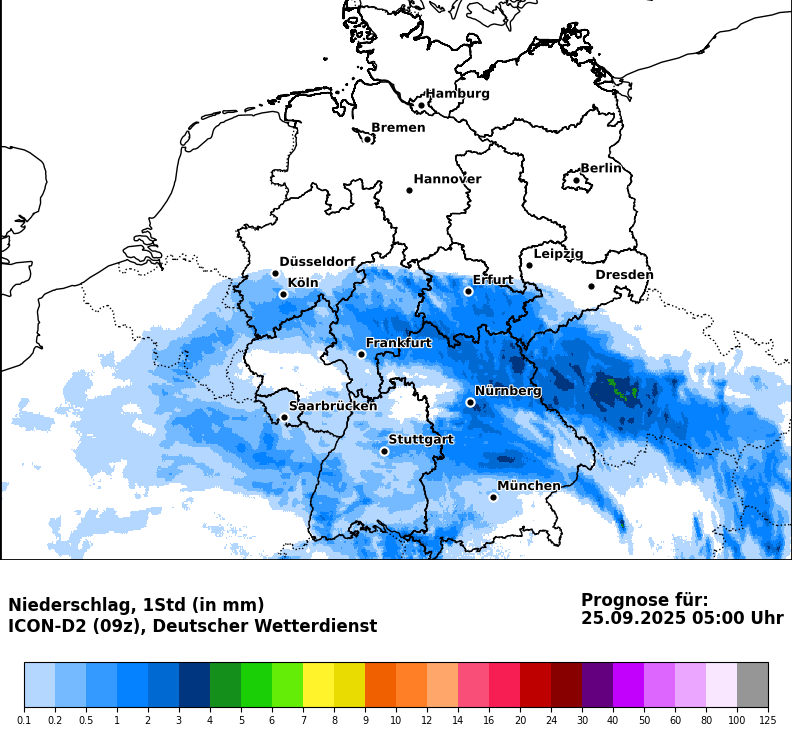 Hamburg
Bremen
Berlin
Hannover
Leipzig
Düsseldorf
Dresden
Köln
Erfurt
Frankfurt
Nürnberg
Saarbrücken
Stuttgart
München
Niederschlag, 1Std (in mm)
ICON-D2 (09z), Deutscher Wetterdienst
Prognose für:
25.09.2025 05:00 Uhr
0.1 0.2 0.5 1 2 3 4 5 6 7 8 9 10 12 14 16 20 24 30 40 50 60 80 100 125